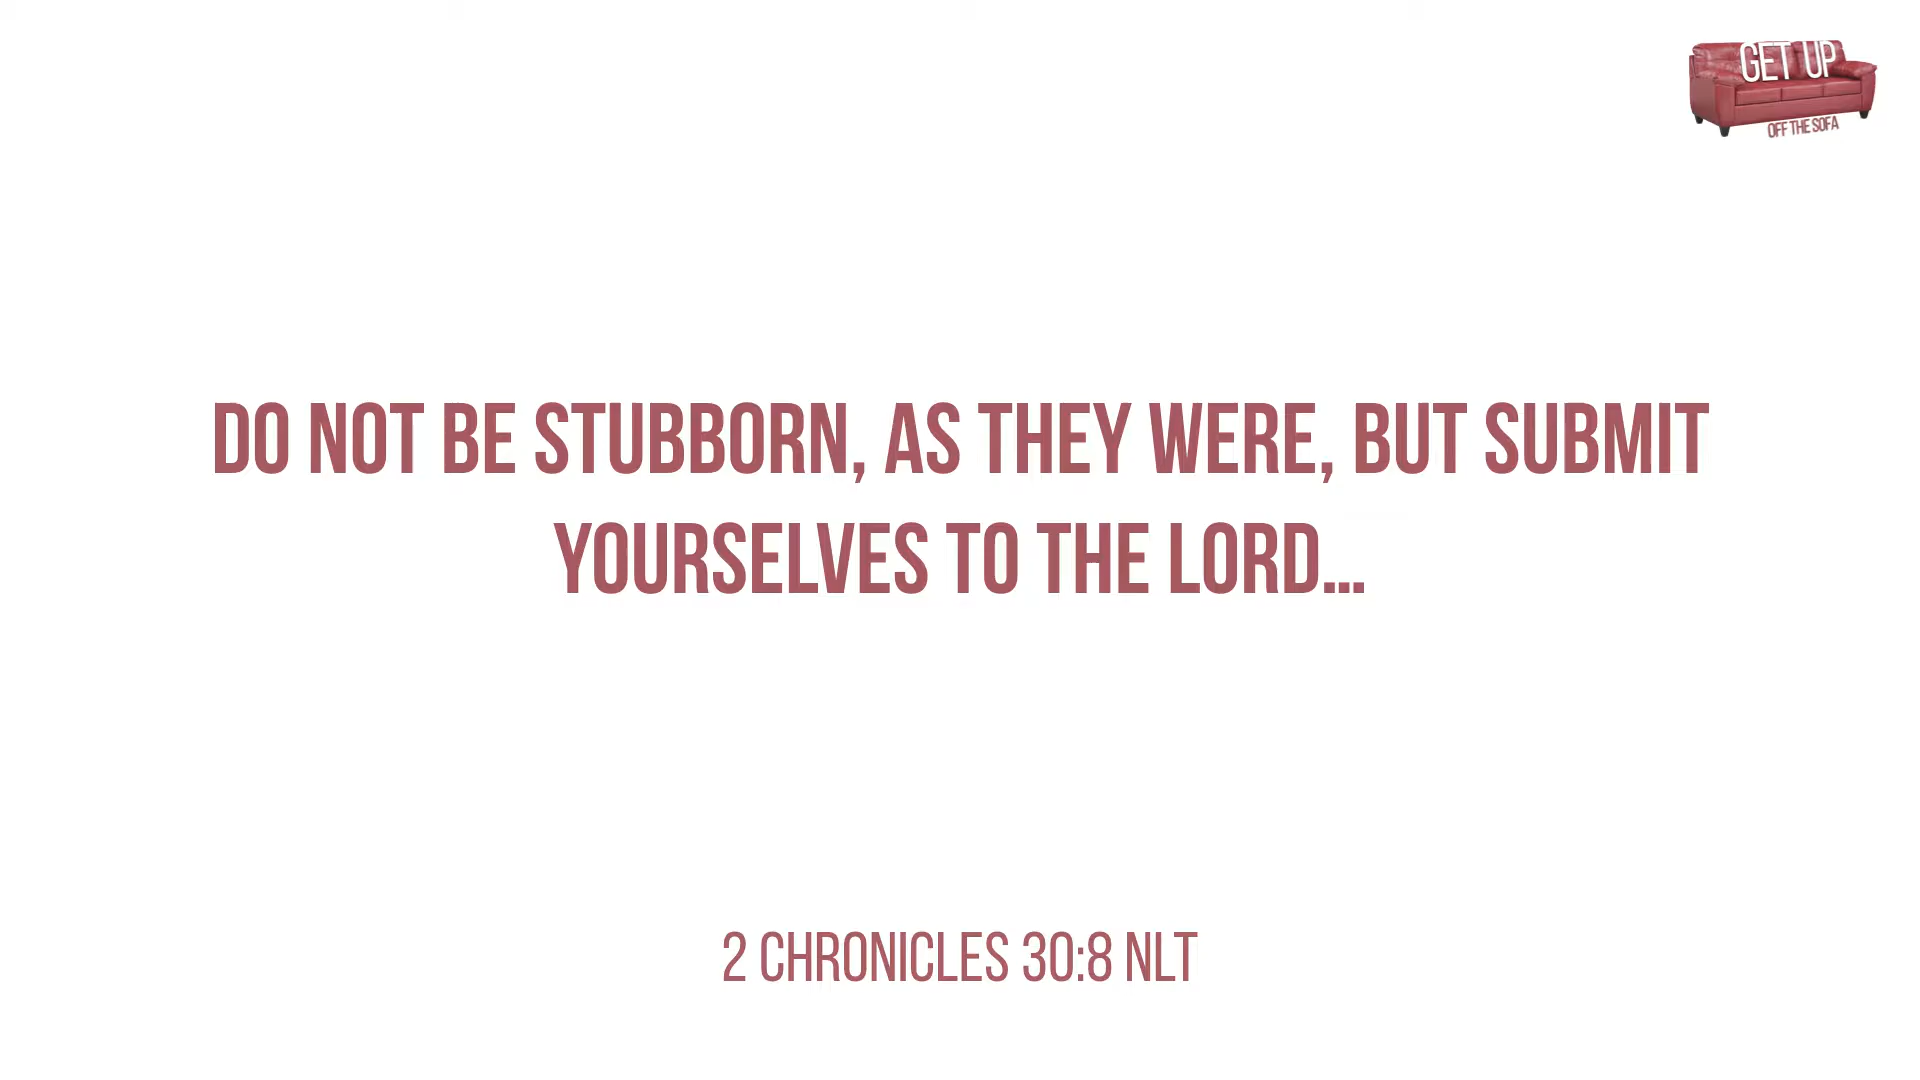 GET UP
OFF THE SOFA
DO NOT BE STUBBORN, AS THEY WERE, BUT SUBMIT
YOURSELVES TO THE LORD...
2 CHRONICLES 30:8 NLT